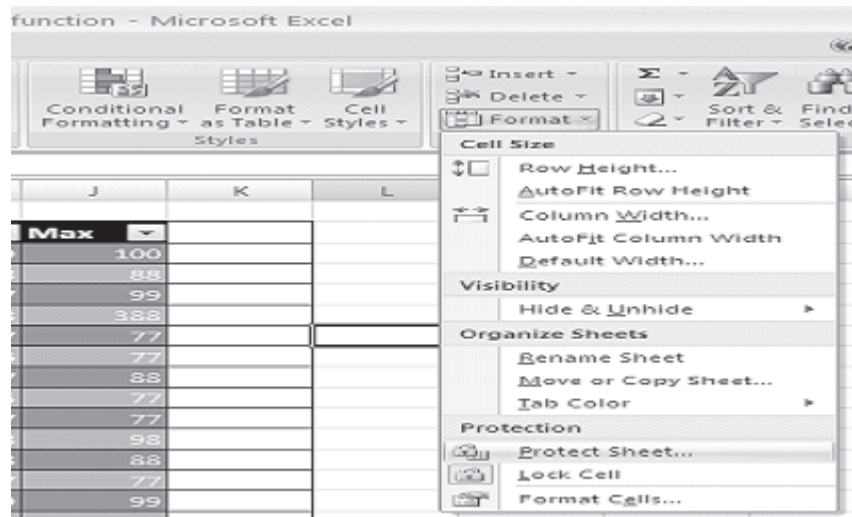 function - Microsoft Excel
Conditional Formatting
Format as Table
Cell Styles
Styles
Insert
Delete
Format
Σ
Sort & Filter
Find
Selec
J K L
Max
100
88
99
388
77
77
88
77
77
98
88
77
99
Cell Size
Row Height...
AutoFit Row Height
Column Width...
AutoFit Column Width
Default Width...
Visibility
Hide & Unhide
Organize Sheets
Rename Sheet
Move or Copy Sheet...
Tab Color
Protection
Protect Sheet...
Lock Cell
Format Cells...